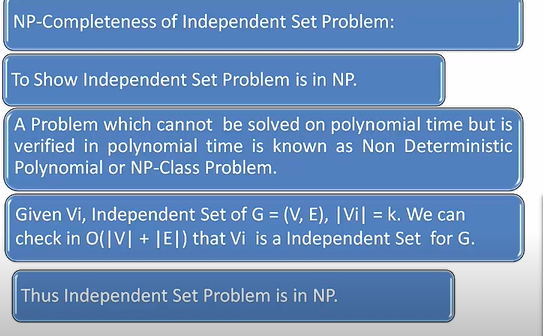 NP-Completeness of Independent Set Problem:
To Show Independent Set Problem is in NP.
A Problem which cannot be solved on polynomial time but is
verified in polynomial time is known as Non Deterministic
Polynomial or NP-Class Problem.
Given Vi, Independent Set of G = (V, E), |Vi| = k. We can
check in O(|V| + |E|) that Vi is a Independent Set for G.
Thus Independent Set Problem is in NP.